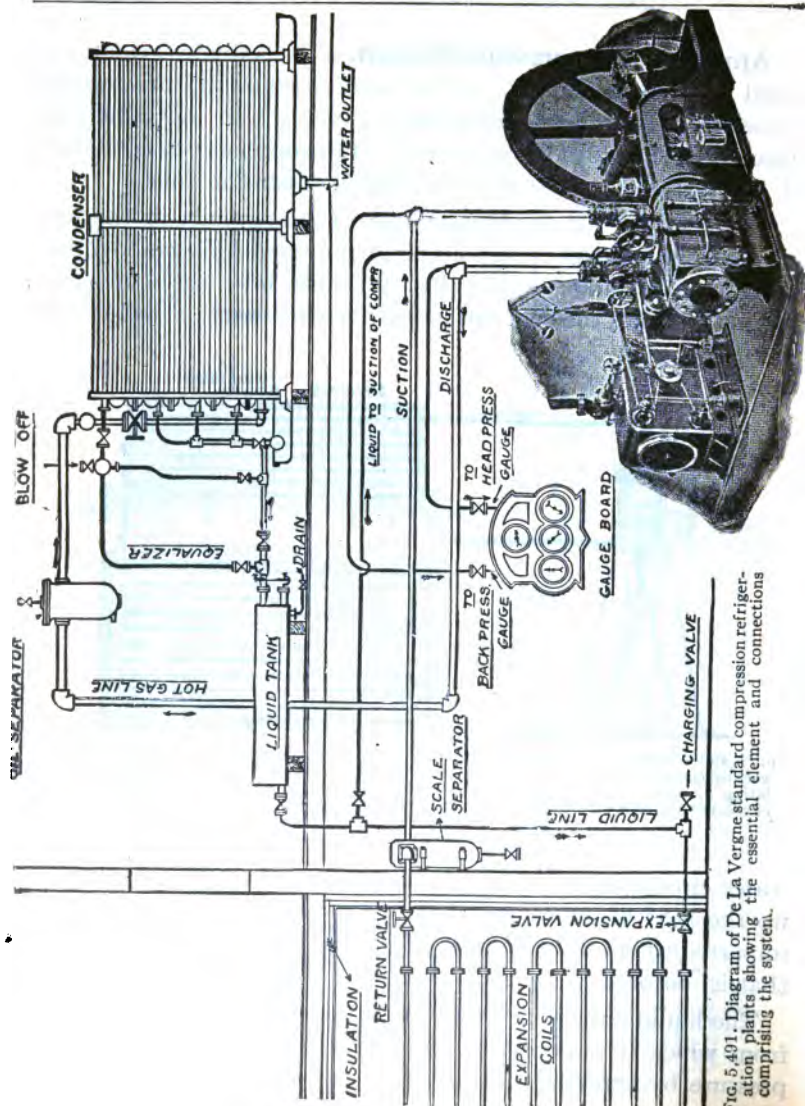 OIL SEPARATOR
BLOW OFF
CONDENSER
WATER OUTLET
EQUALIZER
HOT GAS LINE
LIQUID TANK
DRAIN
LIQUID TO SUCTION OF COMPR
SUCTION
DISCHARGE
TO
BACK PRESS
GAUGE
TO
HEAD PRESS
GAUGE
GAUGE BOARD
SCALE
SEPARATOR
LIQUID LINE
CHARGING VALVE
RETURN VALVE
EXPANSION VALVE
INSULATION
EXPANSION
COILS
FIG. 5,491. Diagram of De La Vergne standard compression refriger-
ation plants showing the essential element and connections
comprising the system.